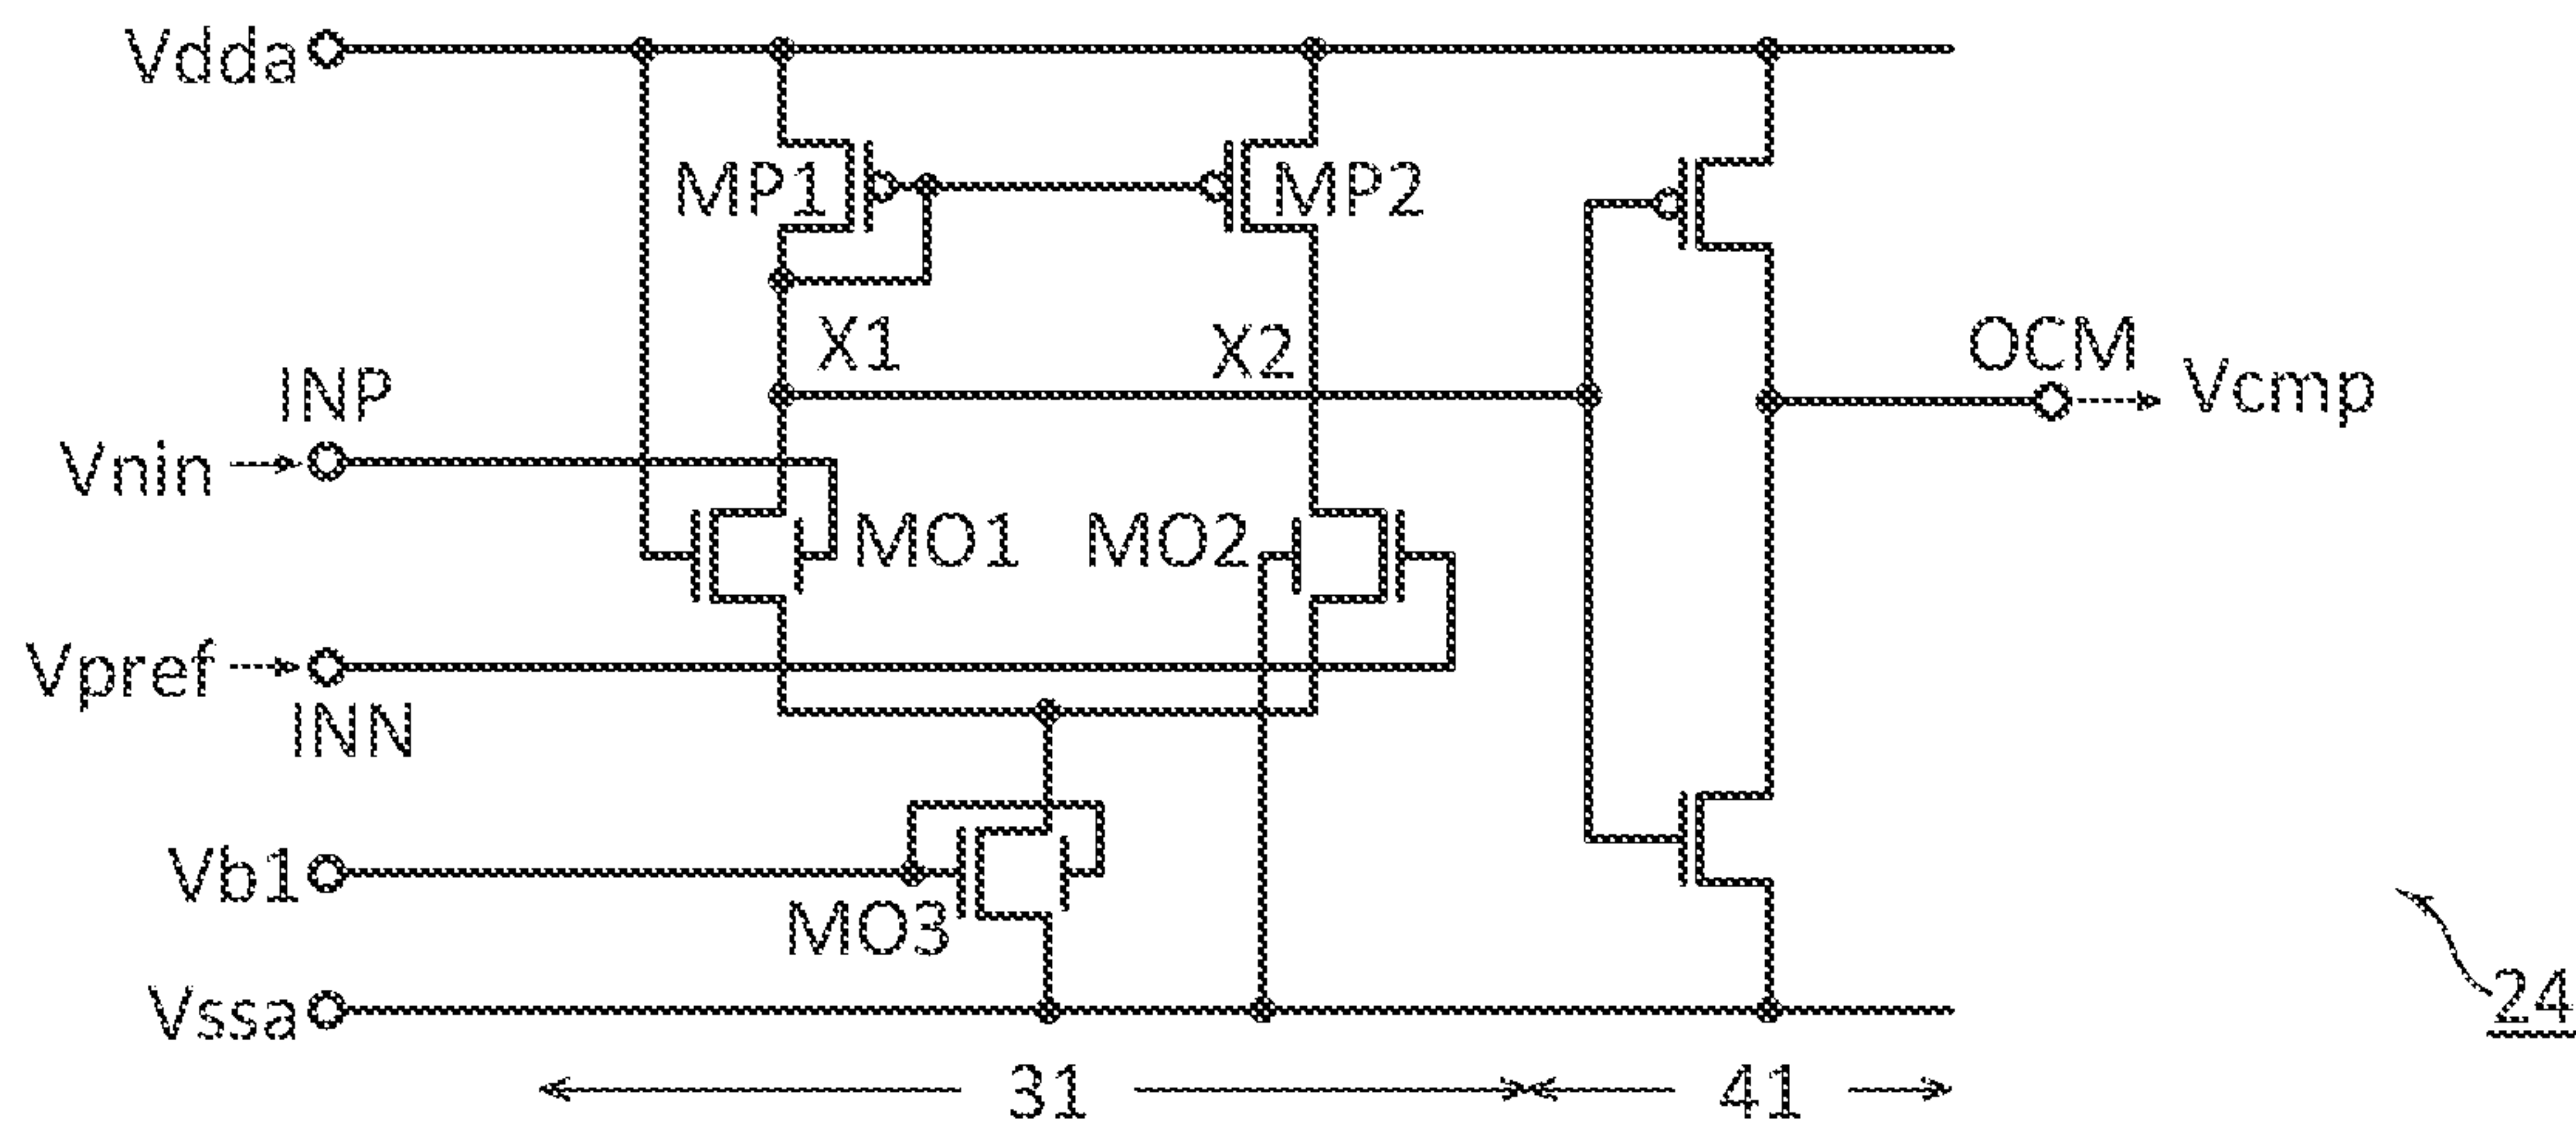 Vdda
MP1
MP2
X1
X2
OCM
Vcmp
INP
Vnin
MO1
MO2
Vpref
INN
Vb1
MO3
Vssa
24
31
41